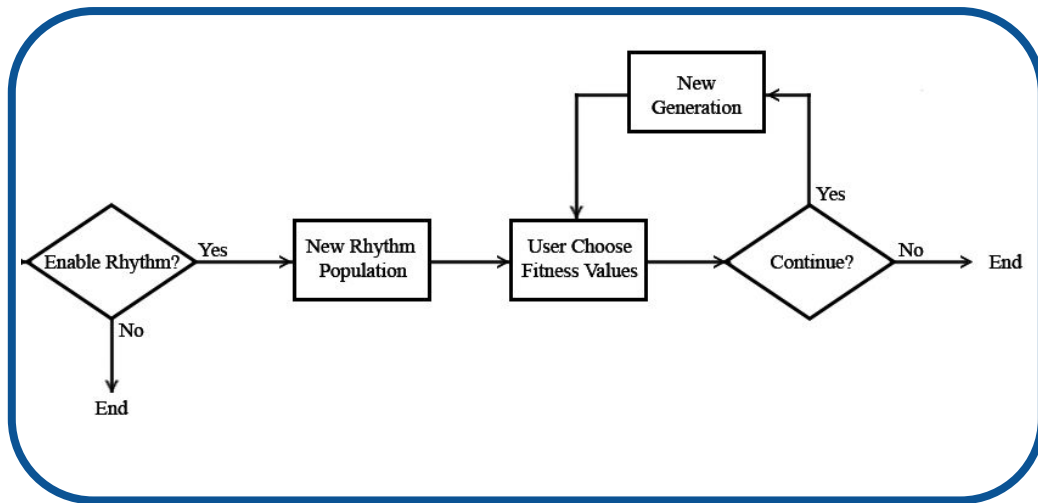 New
Generation
Yes
Enable Rhythm?
Yes
New Rhythm
Population
User Choose
Fitness Values
Continue?
No
End
No
End